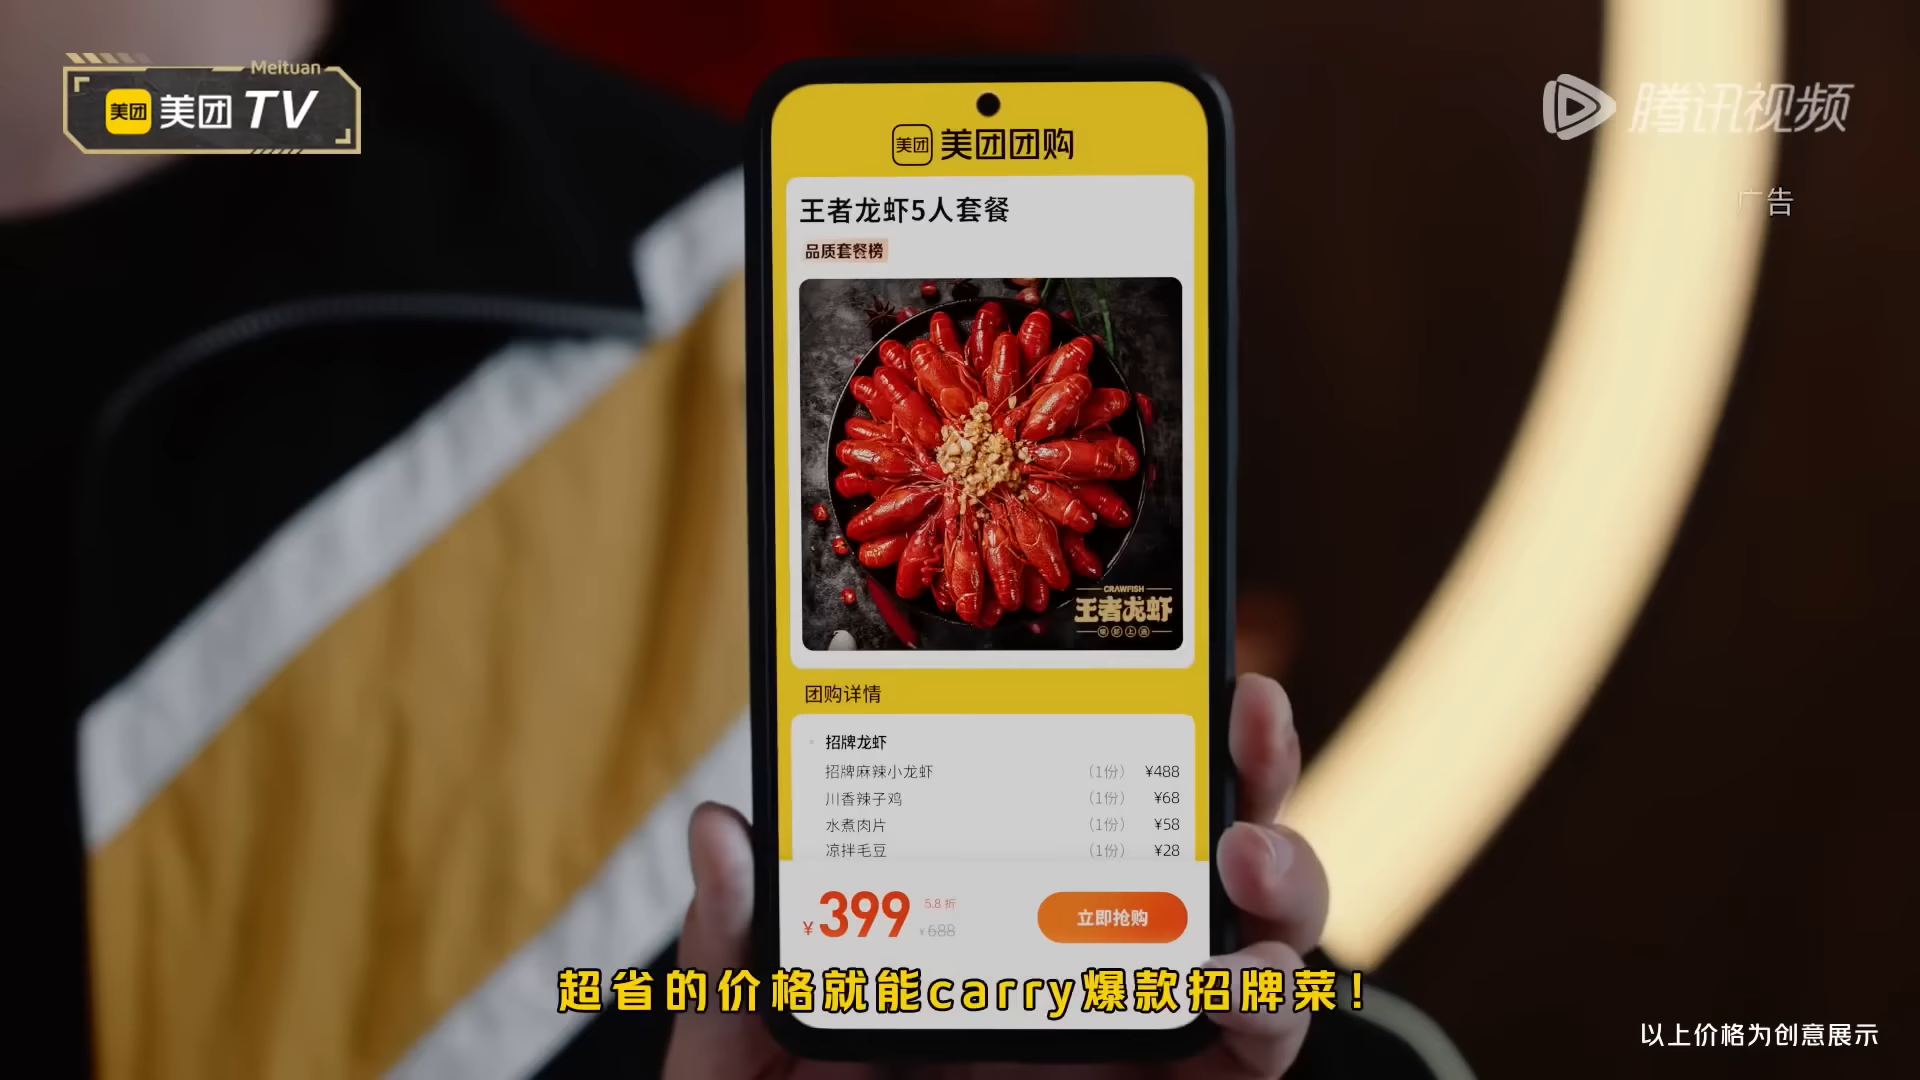 Meituan
美团 美团 TV
腾讯视频
广告
美团 美团团购
王者龙虾5人套餐
品质套餐榜
CRAWFISH
王者龙虾
团购详情
招牌龙虾
招牌麻辣小龙虾 (1份) ¥488
川香辣子鸡 (1份) ¥68
水煮肉片 (1份) ¥58
凉拌毛豆 (1份) ¥28
¥399 5.8 折
¥688
立即抢购
超省的价格就能carry爆款招牌菜!
以上价格为创意展示